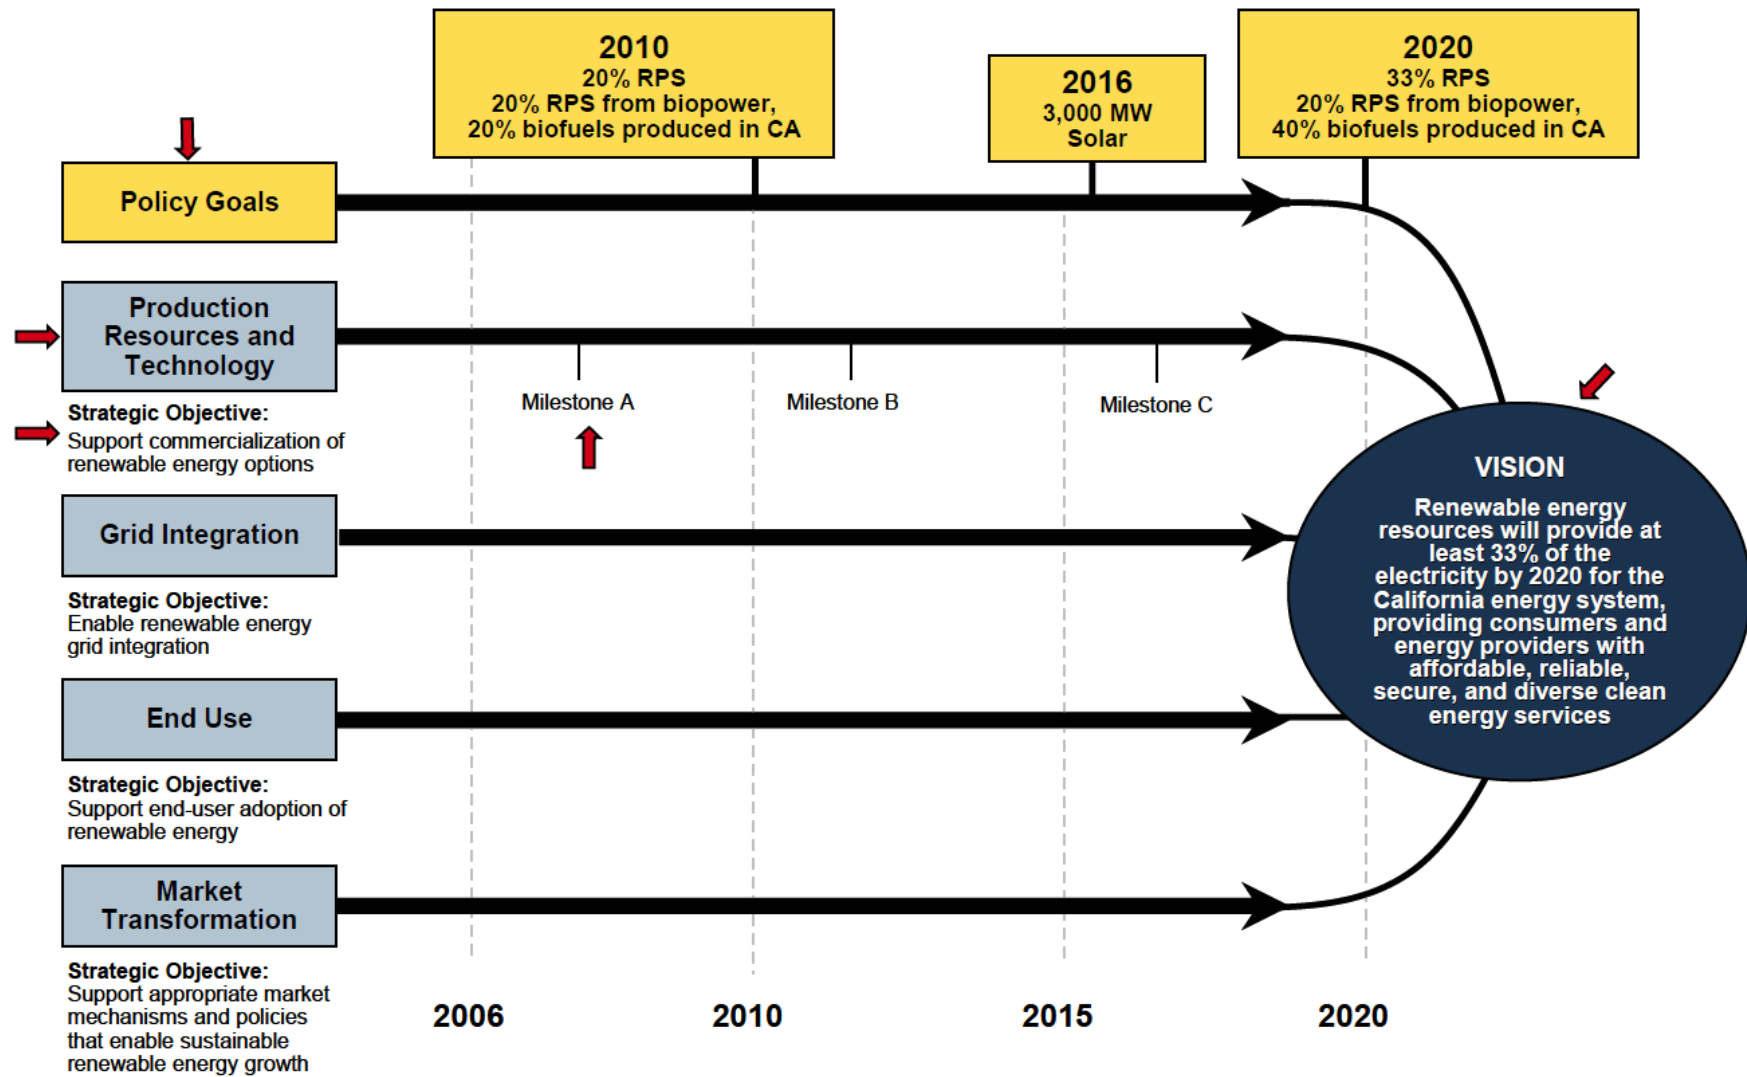 2010
20% RPS
20% RPS from biopower,
20% biofuels produced in CA
2016
3,000 MW
Solar
2020
33% RPS
20% RPS from biopower,
40% biofuels produced in CA
Policy Goals
Production
Resources and
Technology
Milestone A
Milestone B
Milestone C
Strategic Objective:
Support commercialization of
renewable energy options
Grid Integration
Strategic Objective:
Enable renewable energy
grid integration
End Use
Strategic Objective:
Support end-user adoption of
renewable energy
Market
Transformation
Strategic Objective:
Support appropriate market
mechanisms and policies
that enable sustainable
renewable energy growth
VISION
Renewable energy
resources will provide at
least 33% of the
electricity by 2020 for the
California energy system,
providing consumers and
energy providers with
affordable, reliable,
secure, and diverse clean
energy services
2006
2010
2015
2020